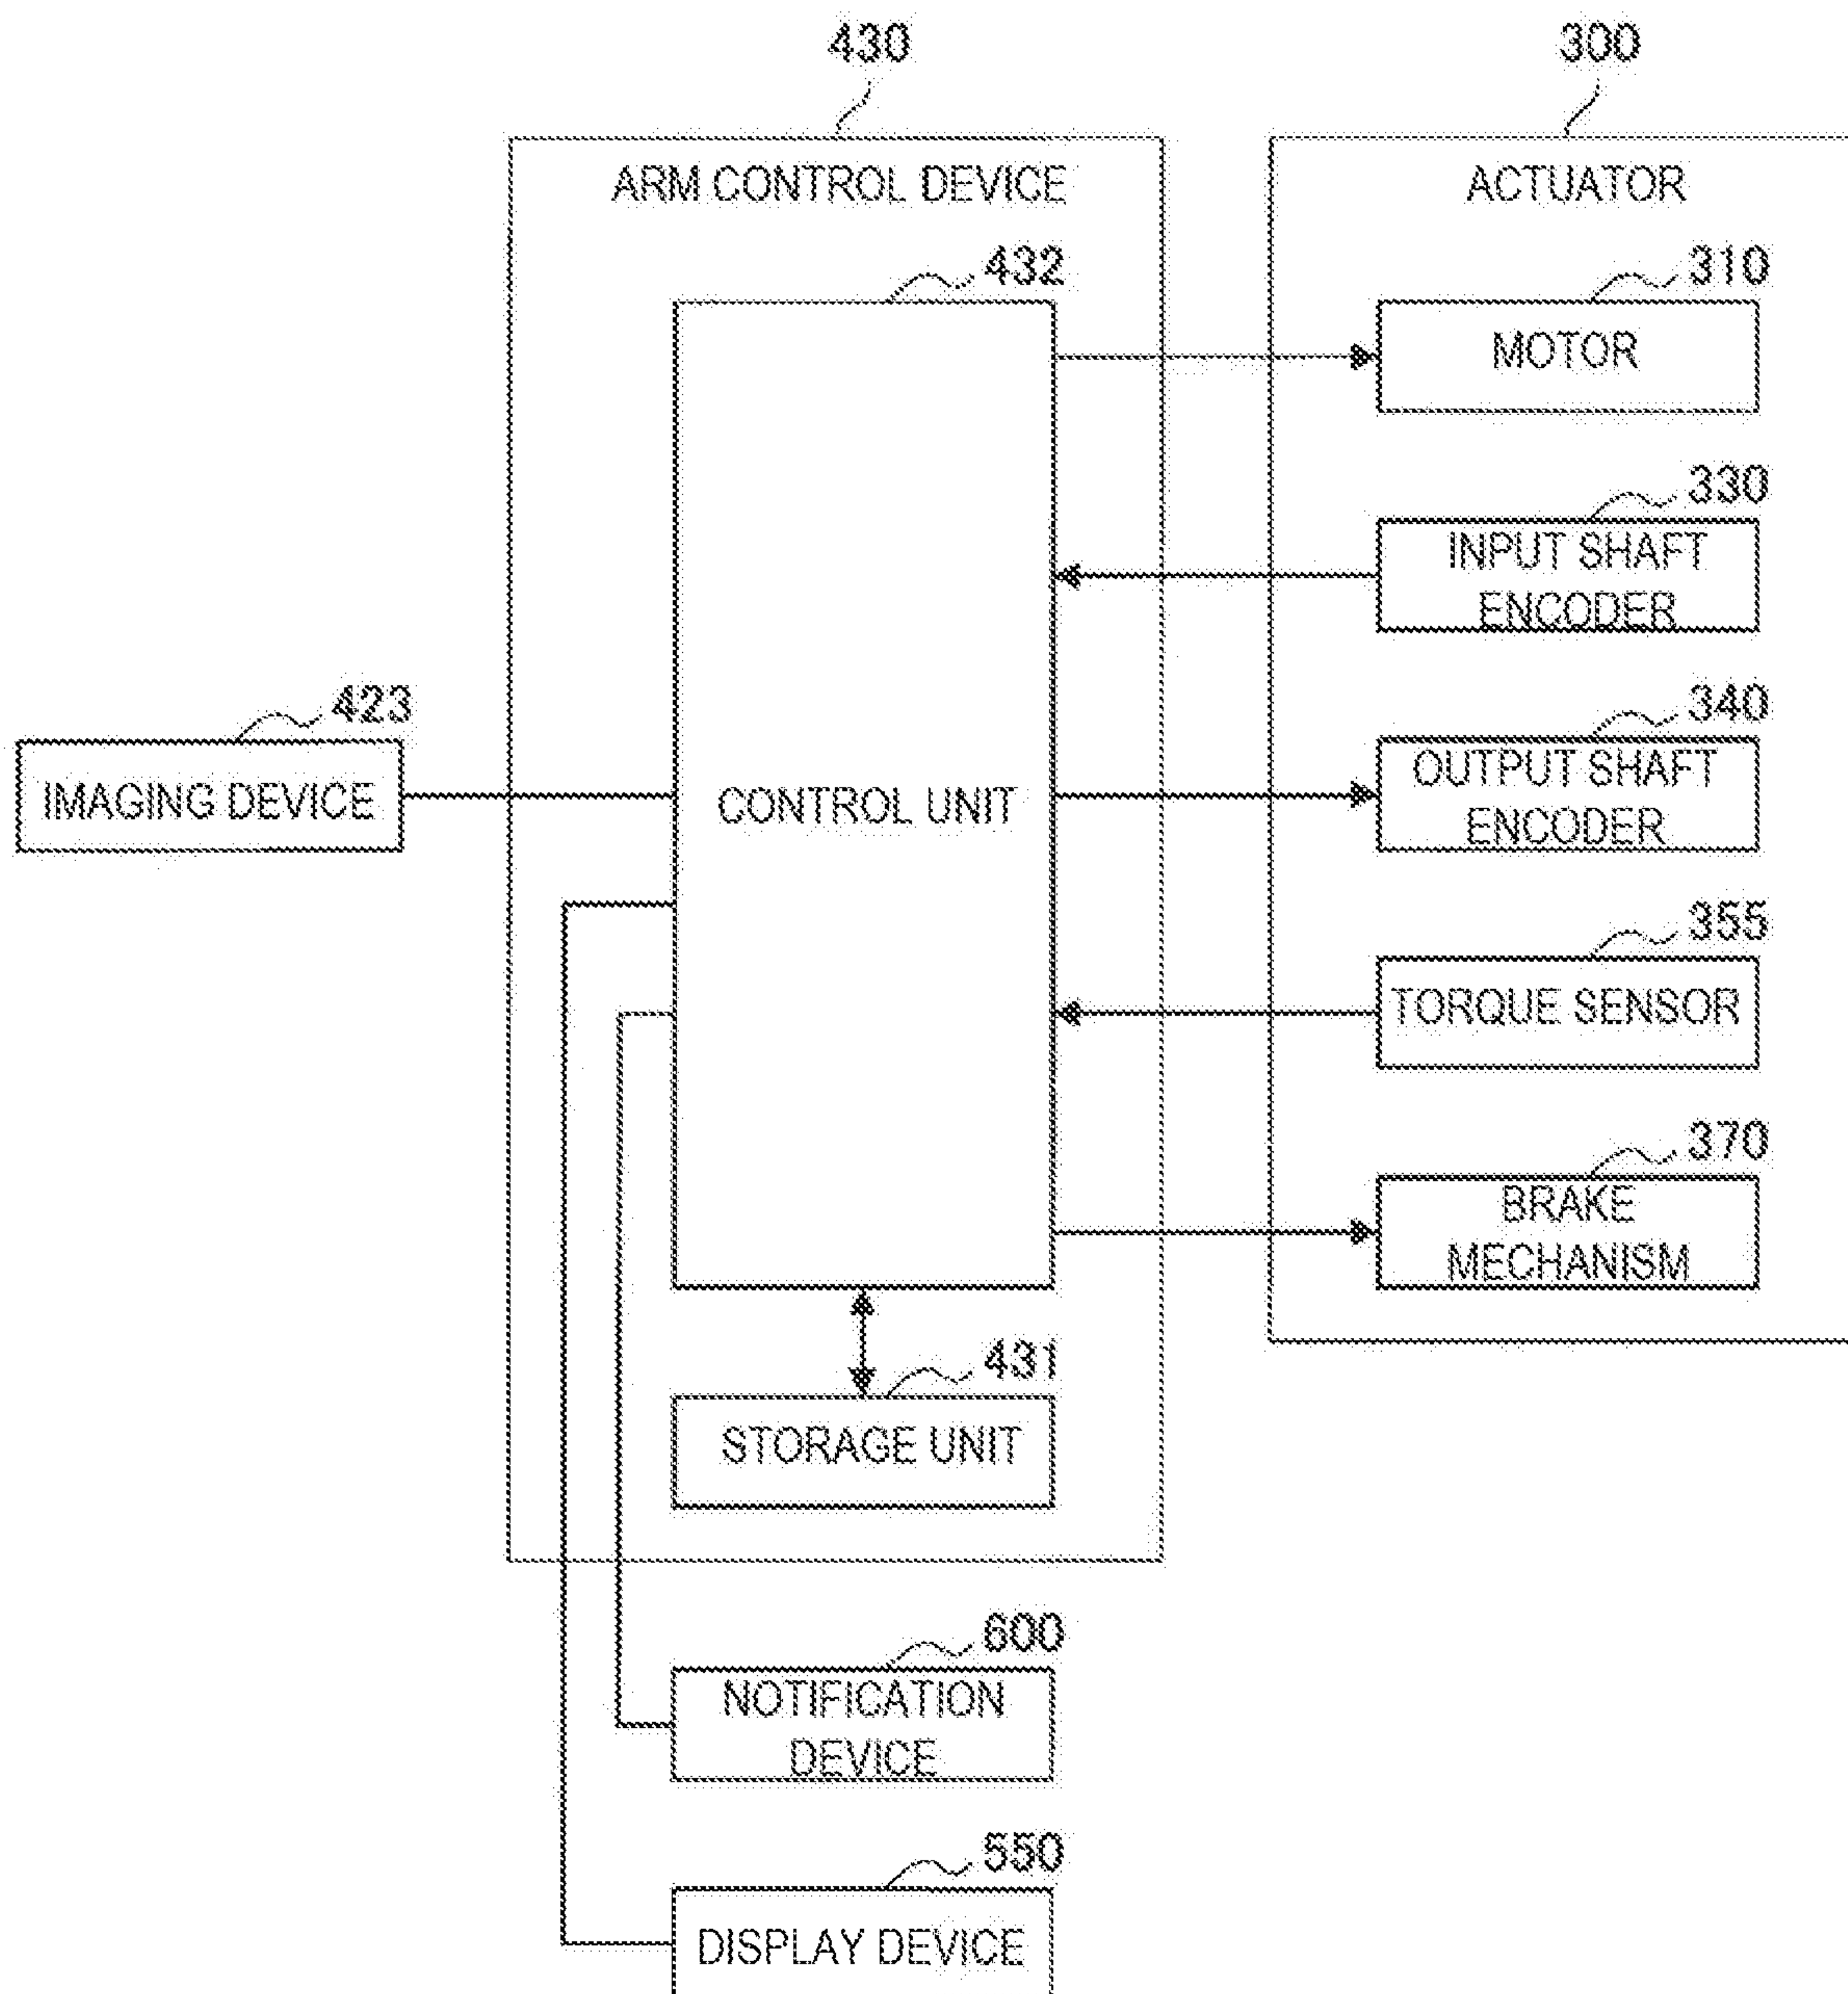 430
300
ARM CONTROL DEVICE
ACTUATOR
432
310
MOTOR
330
INPUT SHAFT
ENCODER
423
340
IMAGING DEVICE
CONTROL UNIT
OUTPUT SHAFT
ENCODER
355
TORQUE SENSOR
370
BRAKE
MECHANISM
431
STORAGE UNIT
600
NOTIFICATION
DEVICE
550
DISPLAY DEVICE